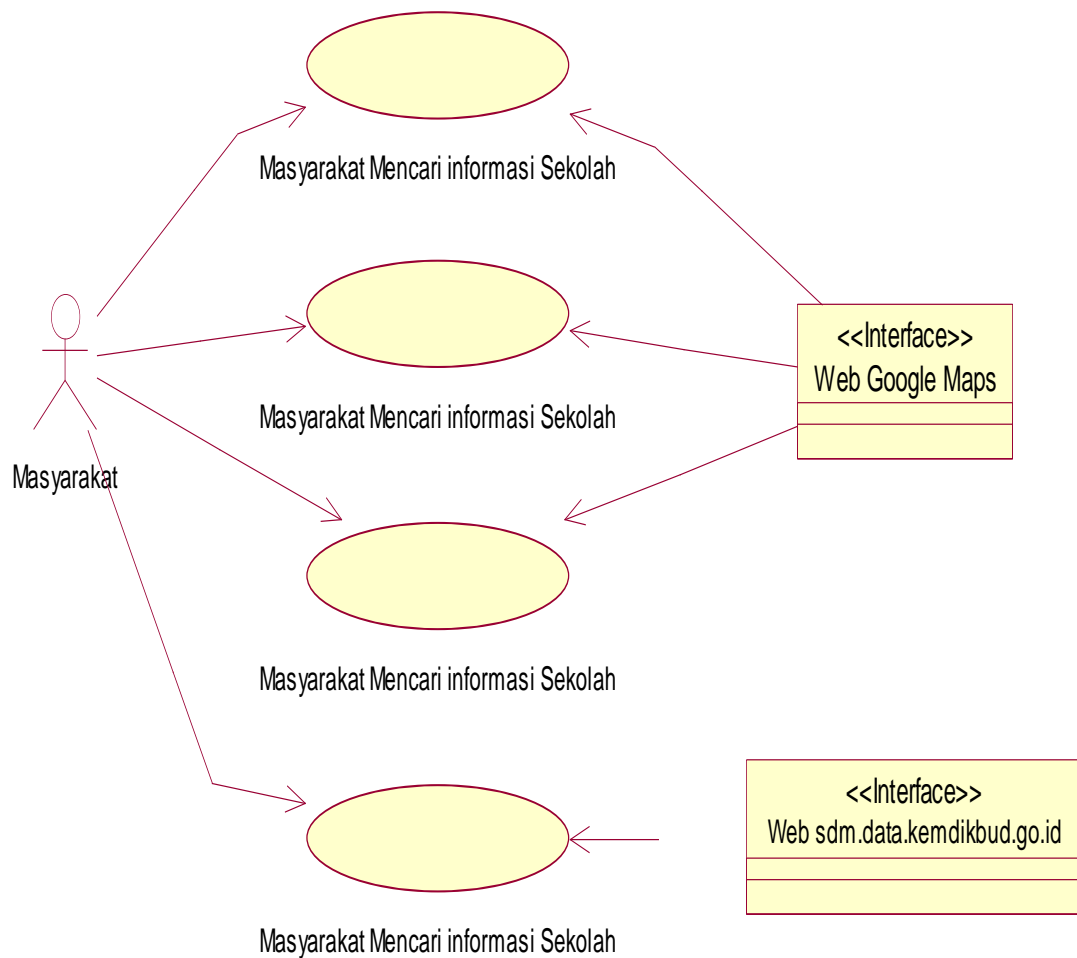 Masyarakat Mencari informasi Sekolah
<<Interface>>
Web Google Maps
Masyarakat Mencari informasi Sekolah
Masyarakat
Masyarakat Mencari informasi Sekolah
<<Interface>>
Web sdm.data.kemdikbud.go.id
Masyarakat Mencari informasi Sekolah